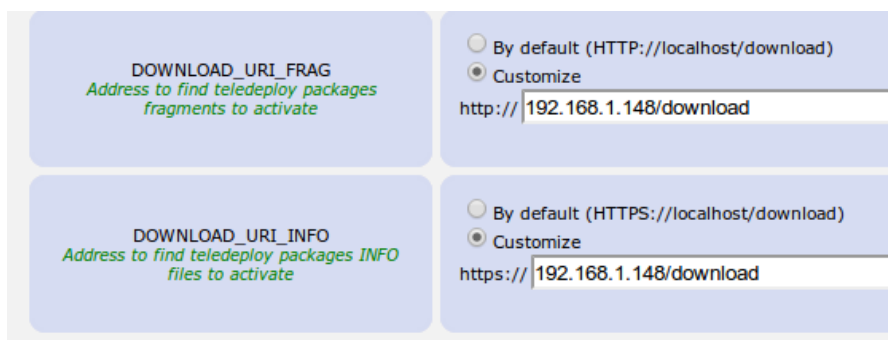 DOWNLOAD_URI_FRAG
Address to find teledeploy packages
fragments to activate
By default (HTTP://localhost/download)
Customize
http:// 192.168.1.148/download
DOWNLOAD_URI_INFO
Address to find teledeploy packages INFO
files to activate
By default (HTTPS://localhost/download)
Customize
https:// 192.168.1.148/download